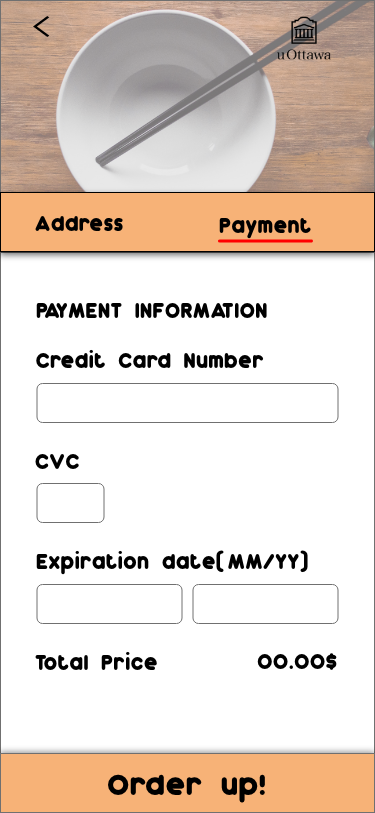 uOttawa
Address Payment
PAYMENT INFORMATION
Credit Card Number
CVC
Expiration date(MM/YY)
Total Price 00.00$
Order up!